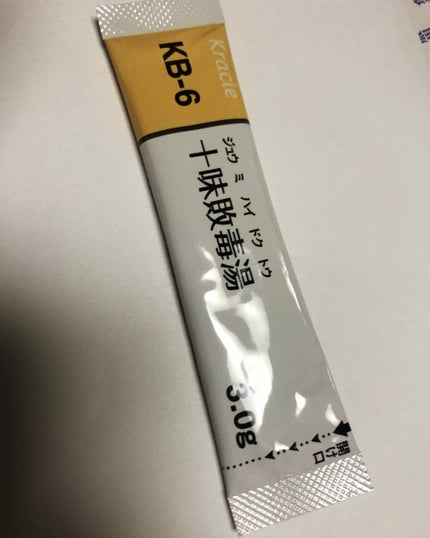 Kracie
KB-6
ジュウ ミ ハイ ドク トウ
十味敗毒湯
3.0g
開け口